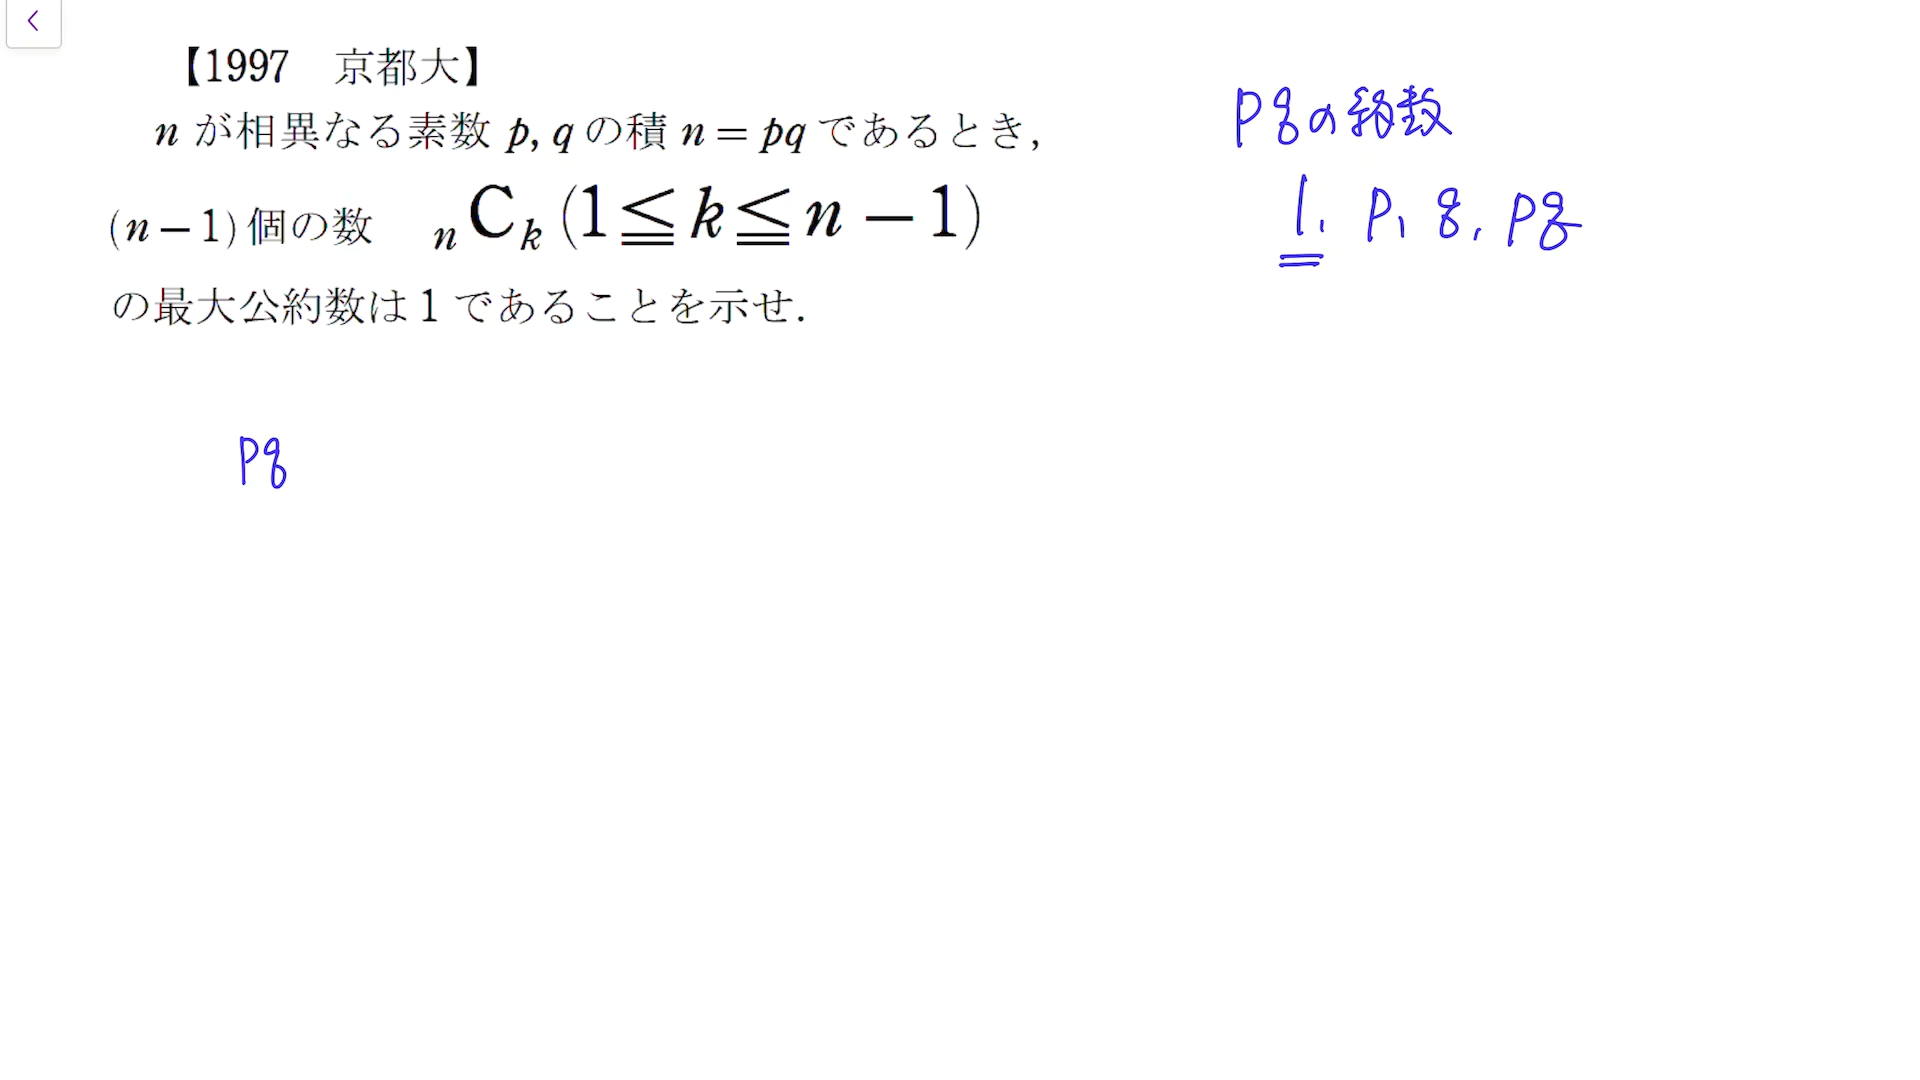 【1997 京都大】
n が相異なる素数 p, q の積 n = pq であるとき,
(n − 1) 個の数 nCk (1 ≦ k ≦ n − 1)
の最大公約数は 1 であることを示せ.
pqの約数
1, p, q, pq
pq